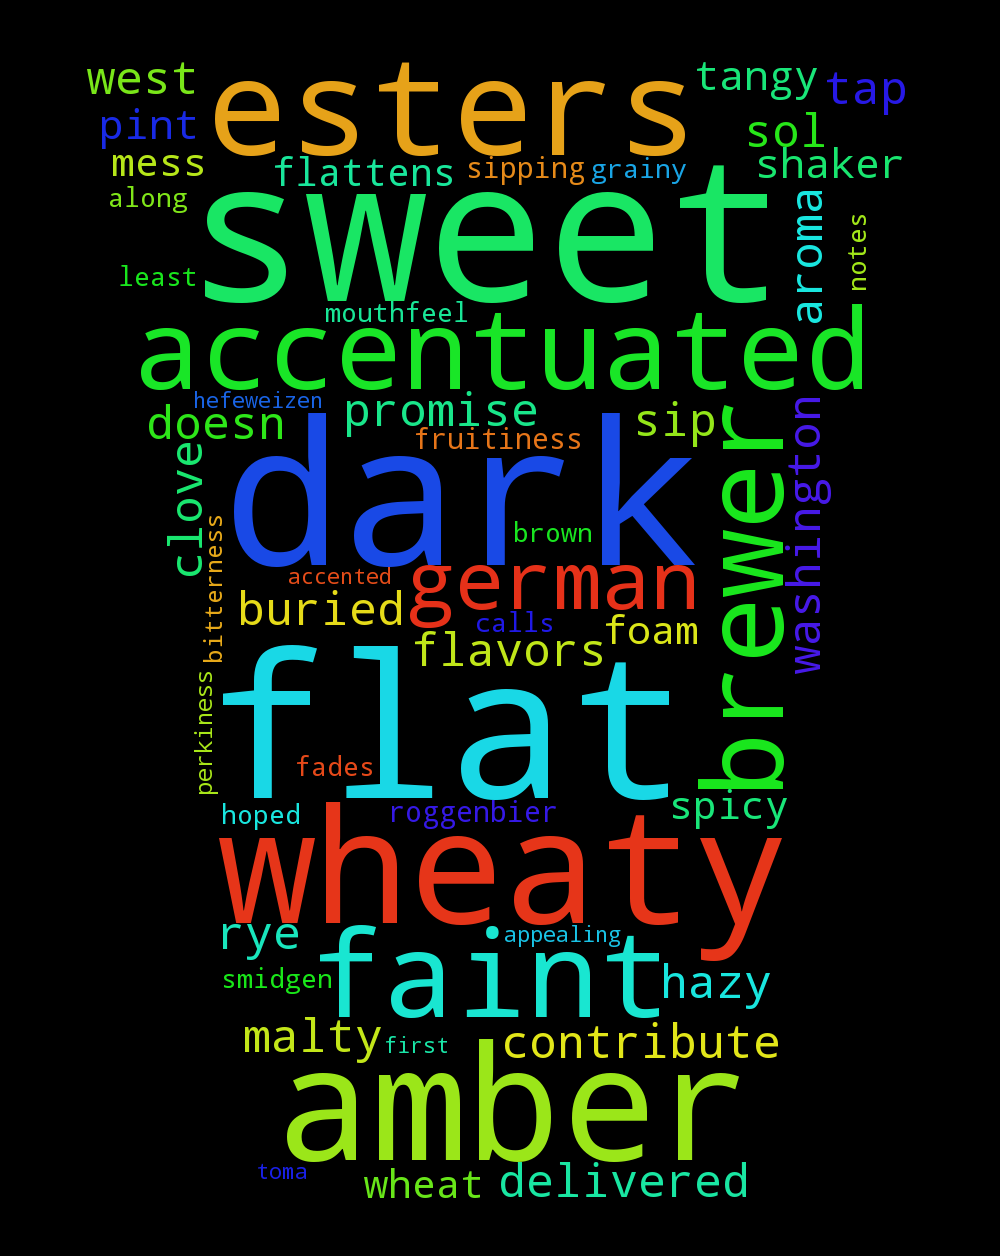 west
esters
tangy
tap
pint
sol
mess
flattens
sipping
grainy
shaker
along
sweet
aroma
notes
least
mouthfeel
accentuated
hefeweizen
doesn
promise
sip
fruitiness
clove
dark
brewer
washington
brown
bitterness
accented
german
buried
calls
foam
flavors
perkiness
flat
fades
hoped
roggenbier
spicy
wheaty
rye
faint
appealing
smidgen
hazy
malty
first
contribute
amber
toma
wheat
delivered